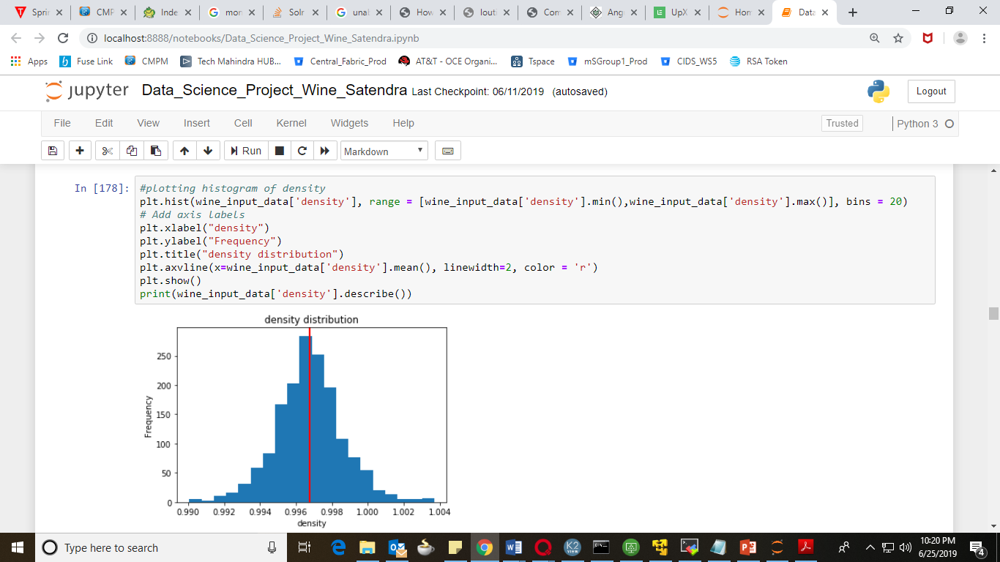 Sprin CMP Inde mon Solr unal How lout Com Ang UpX Hom Data
localhost:8888/notebooks/Data_Science_Project_Wine_Satendra.ipynb
Apps Fuse Link CMPM Tech Mahindra HUB... Central_Fabric_Prod AT&T - OCE Organi... Tspace mSGroup1_Prod CIDS_WS5 RSA Token
jupyter Data_Science_Project_Wine_Satendra Last Checkpoint: 06/11/2019 (autosaved) Logout
File Edit View Insert Cell Kernel Widgets Help Trusted Python 3
Run Markdown
In [178]: #plotting histogram of density
plt.hist(wine_input_data['density'], range = [wine_input_data['density'].min(),wine_input_data['density'].max()], bins = 20)
# Add axis labels
plt.xlabel("density")
plt.ylabel("Frequency")
plt.title("density distribution")
plt.axvline(x=wine_input_data['density'].mean(), linewidth=2, color = 'r')
plt.show()
print(wine_input_data['density'].describe())
density distribution
250
200
150
100
50
0
Frequency
0.990 0.992 0.994 0.996 0.998 1.000 1.002 1.004
density
Type here to search
10:20 PM
6/25/2019
4